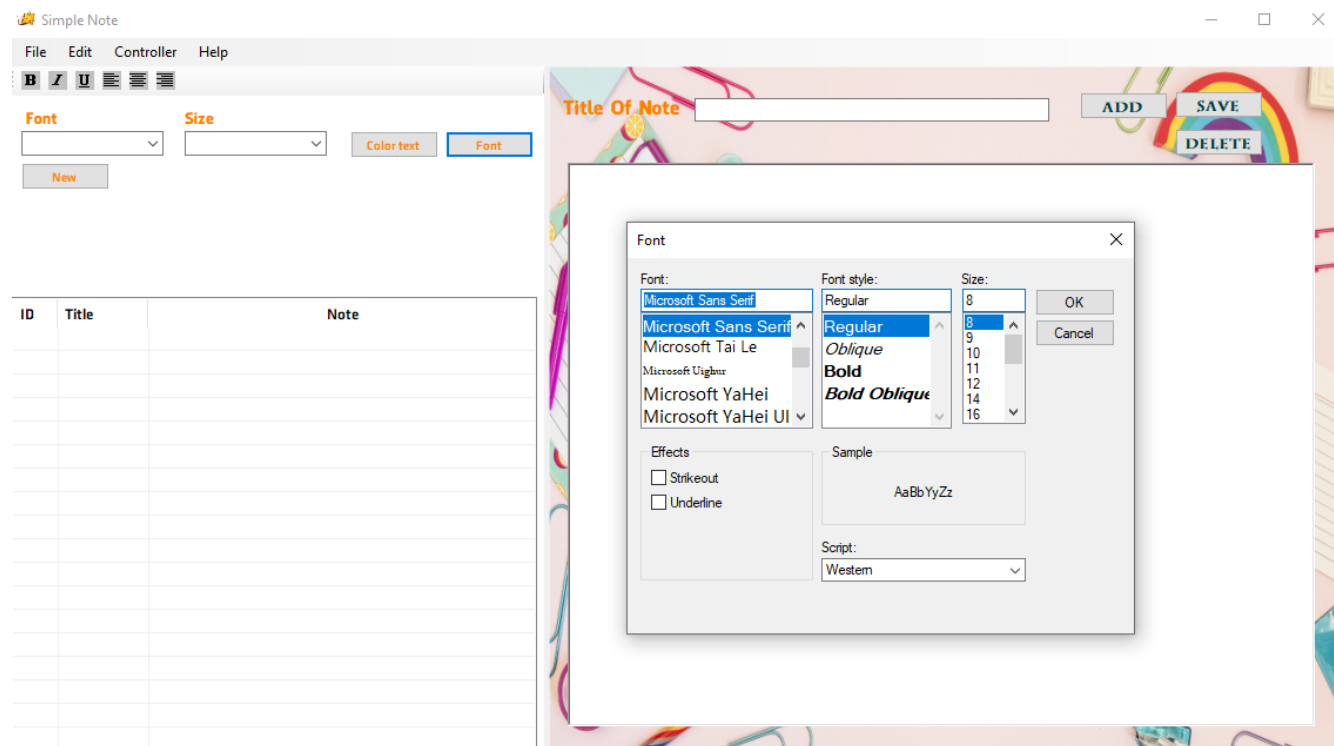 Simple Note
File Edit Controller Help
B I U
Font Size
Color text Font
New
Title Of Note ADD SAVE
DELETE
ID Title Note
Font
Font: Font style: Size:
Microsoft Sans Serif Regular 8 OK
Microsoft Sans Serif Regular 8 Cancel
Microsoft Tai Le Oblique 9
Microsoft Uighur Bold 10
Microsoft YaHei Bold Oblique 11
Microsoft YaHei UI 12
14
16
Effects Sample
Strikeout AaBbYyZz
Underline
Script:
Western